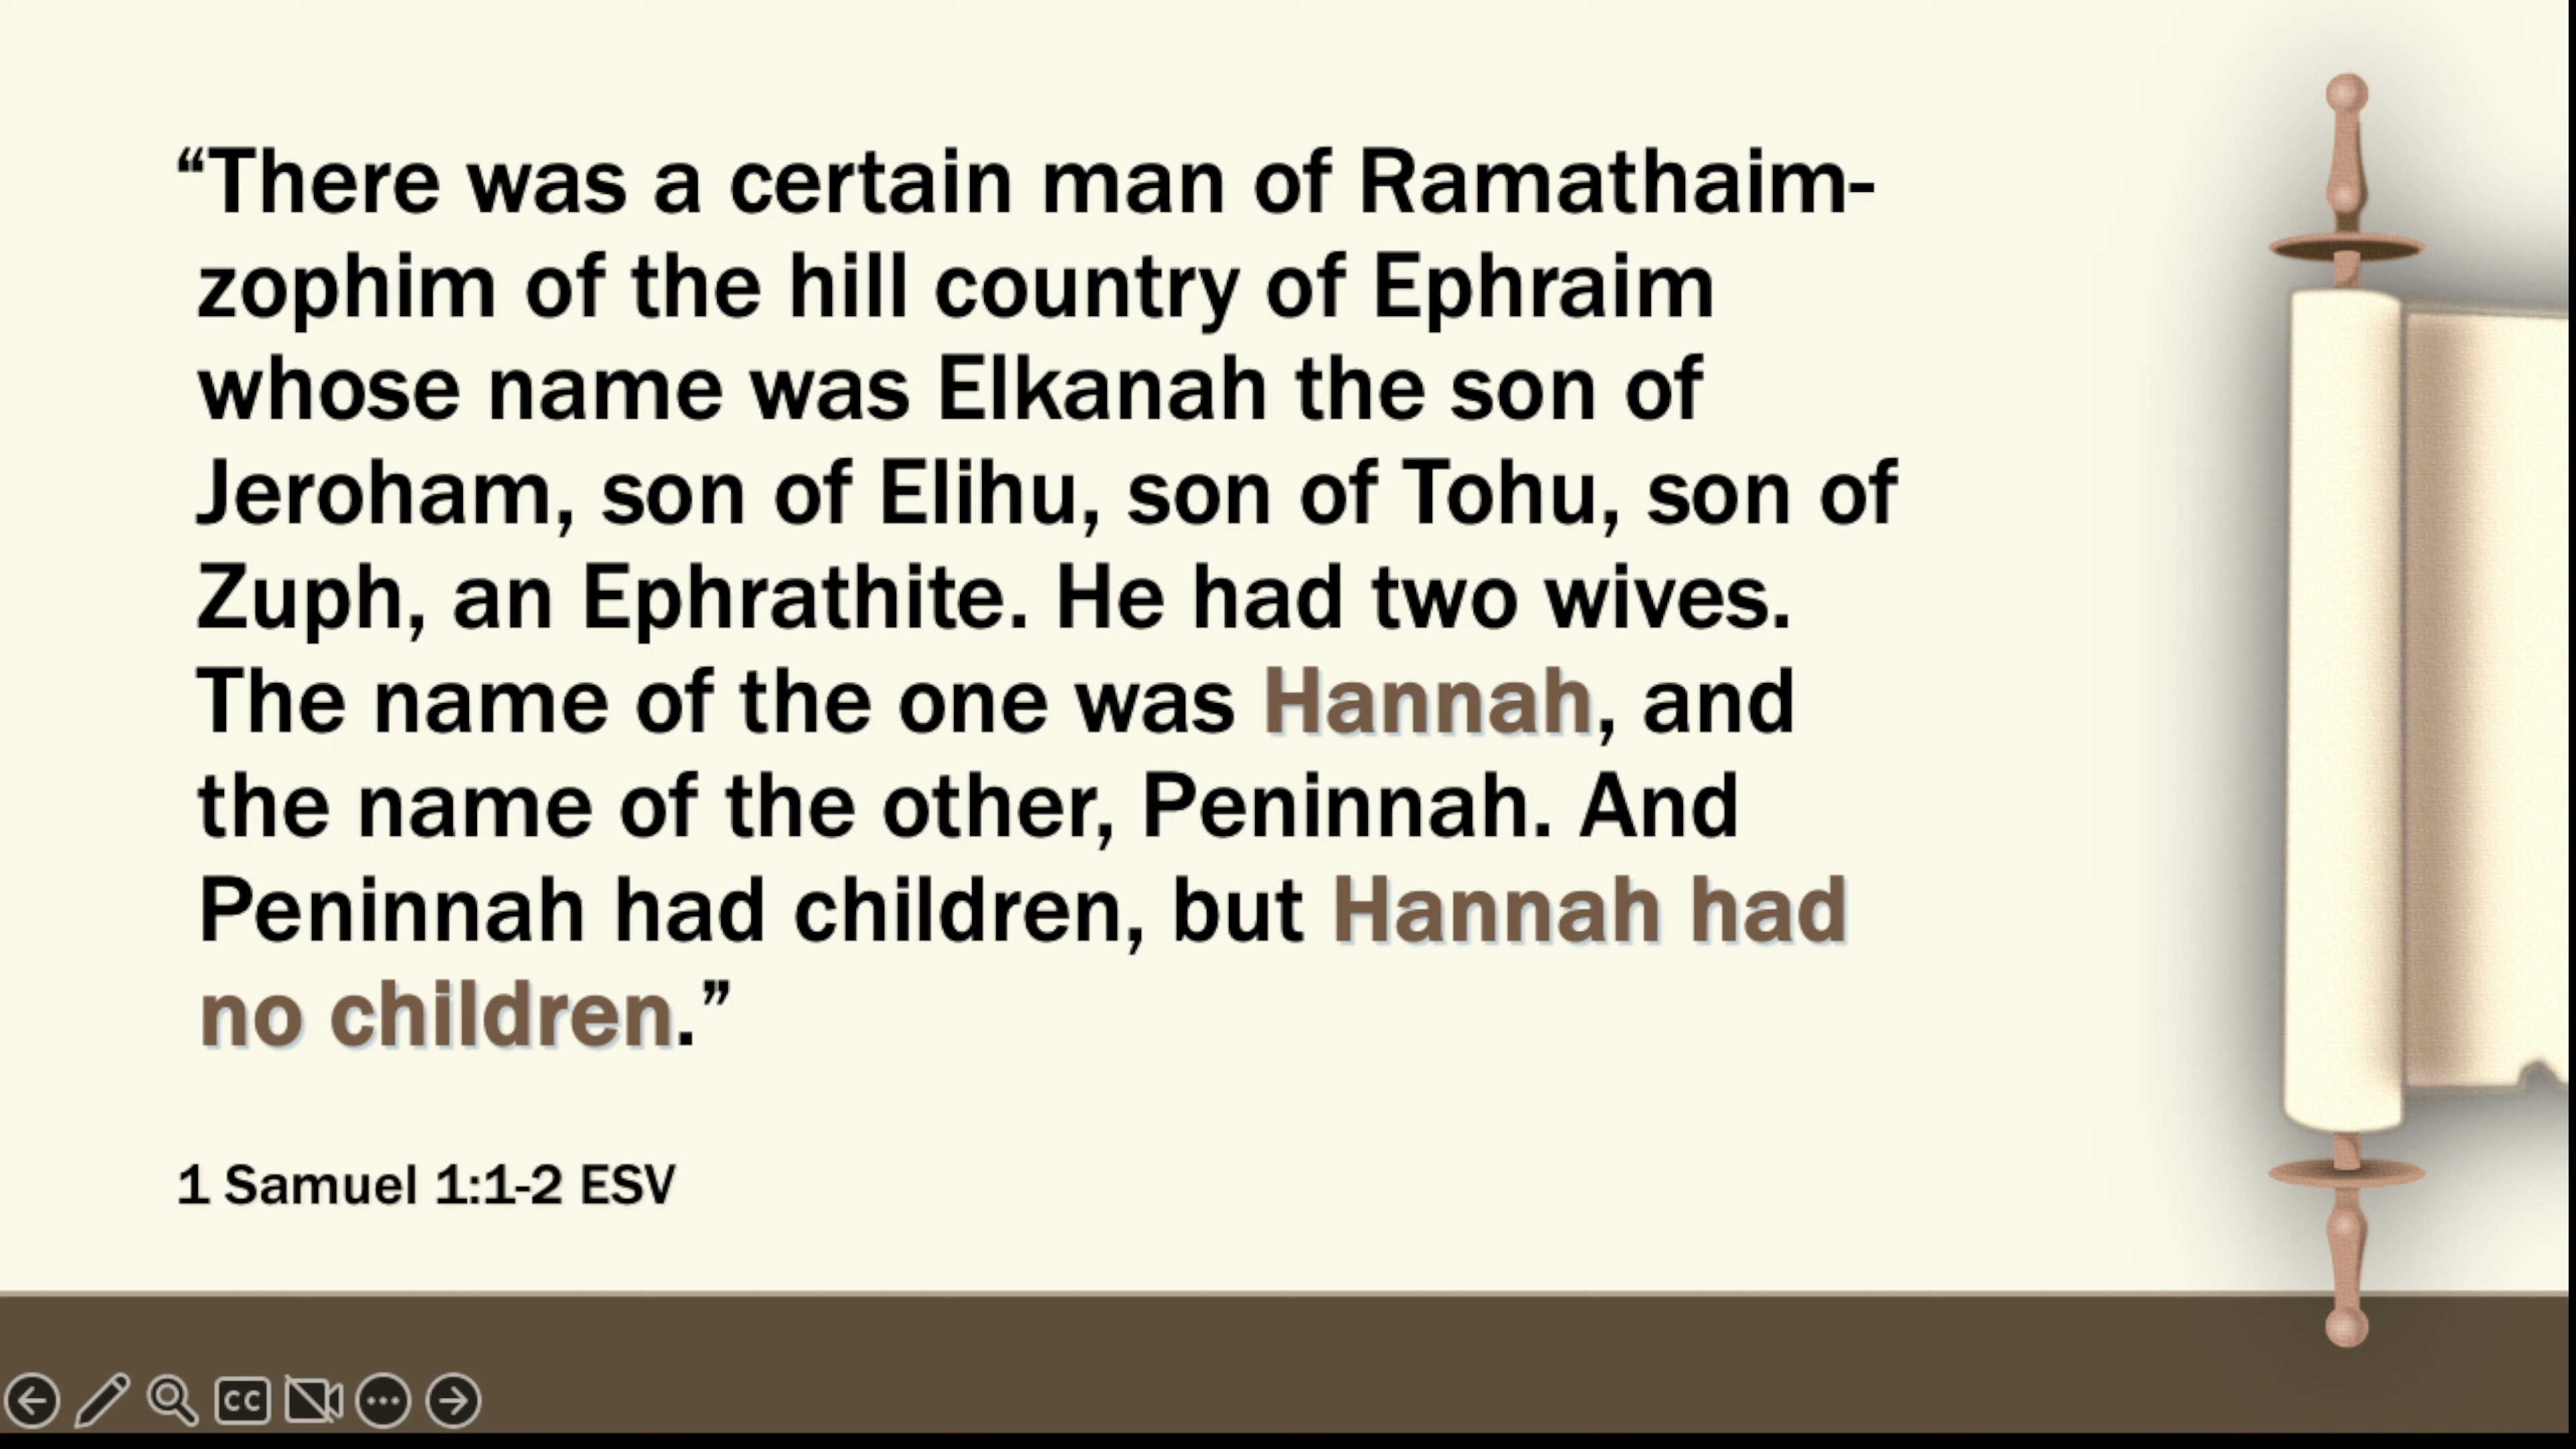 “There was a certain man of Ramathaim-
zophim of the hill country of Ephraim
whose name was Elkanah the son of
Jeroham, son of Elihu, son of Tohu, son of
Zuph, an Ephrathite. He had two wives.
The name of the one was Hannah, and
the name of the other, Peninnah. And
Peninnah had children, but Hannah had
no children.”
1 Samuel 1:1-2 ESV
CC